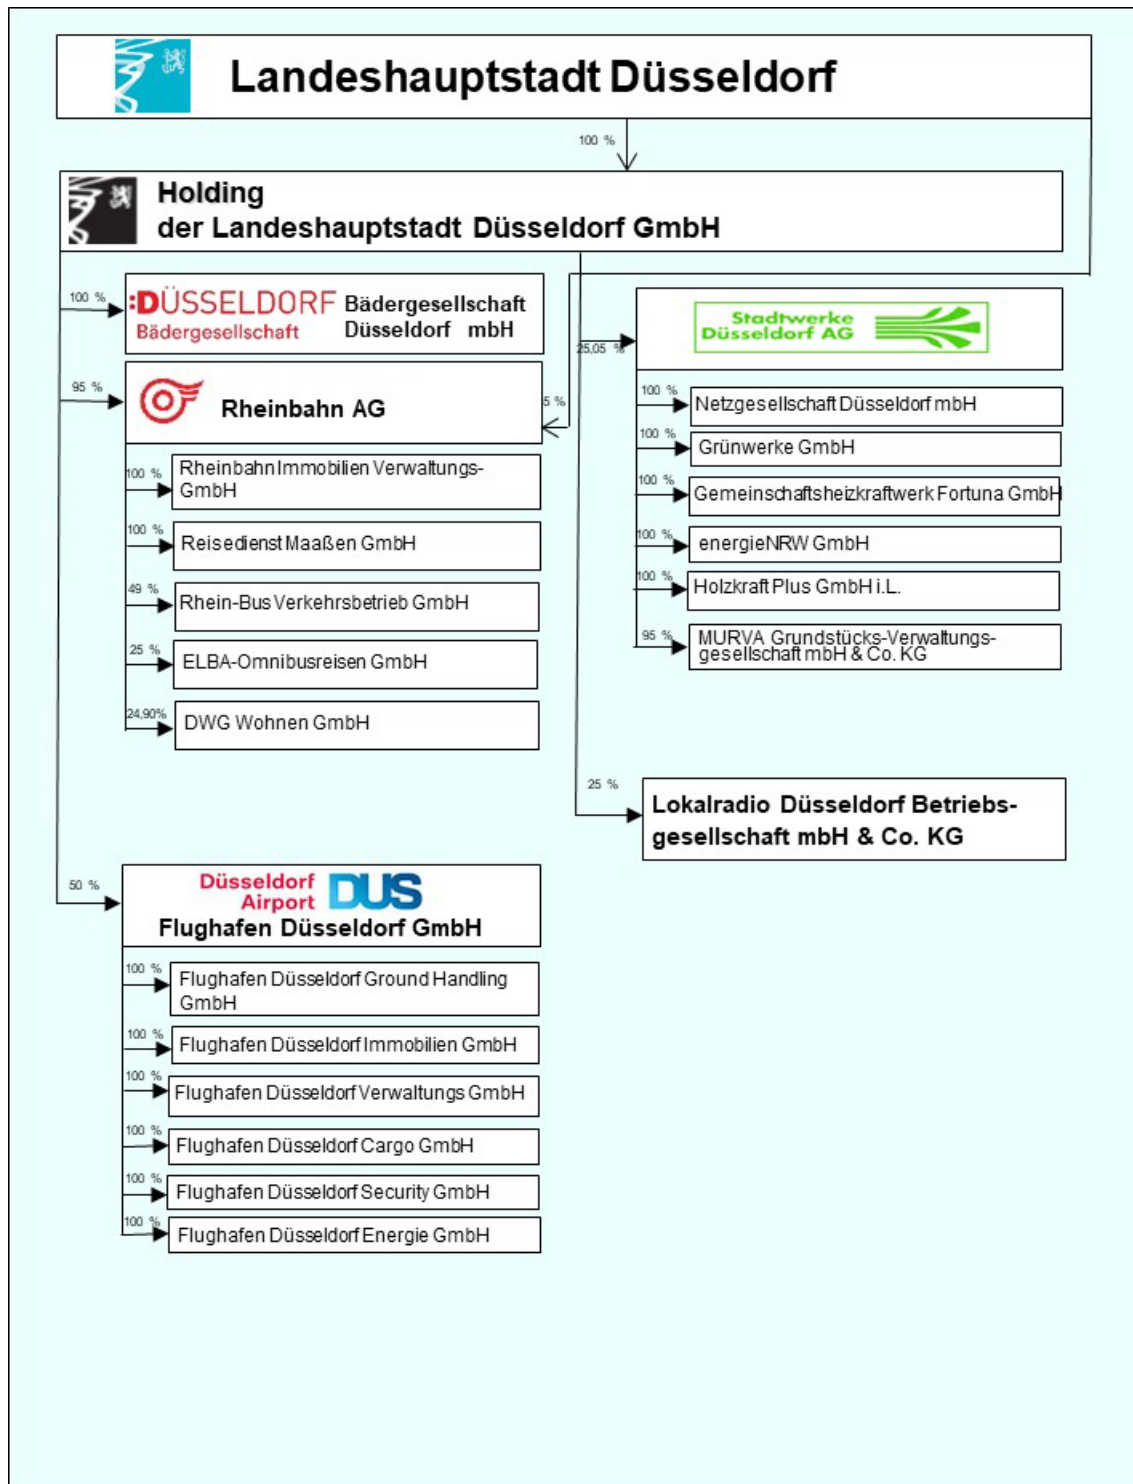 Landeshauptstadt Düsseldorf
100 %
Holding
der Landeshauptstadt Düsseldorf GmbH
100 %
:DÜSSELDORF
Bädergesellschaft
Bädergesellschaft
Düsseldorf mbH
95 %
Rheinbahn AG
5 %
100 %
Rheinbahn Immobilien Verwaltungs-
GmbH
100 %
Reisedienst Maaßen GmbH
49 %
Rhein-Bus Verkehrsbetrieb GmbH
25 %
ELBA-Omnibusreisen GmbH
24,90%
DWG Wohnen GmbH
25,05 %
Stadtwerke
Düsseldorf AG
100 %
Netzgesellschaft Düsseldorf mbH
100 %
Grünwerke GmbH
100 %
Gemeinschaftsheizkraftwerk Fortuna GmbH
100 %
energieNRW GmbH
100 %
Holzkraft Plus GmbH i.L.
95 %
MURVA Grundstücks-Verwaltungs-
gesellschaft mbH & Co. KG
25 %
Lokalradio Düsseldorf Betriebs-
gesellschaft mbH & Co. KG
50 %
Düsseldorf
Airport
DUS
Flughafen Düsseldorf GmbH
100 %
Flughafen Düsseldorf Ground Handling
GmbH
100 %
Flughafen Düsseldorf Immobilien GmbH
100 %
Flughafen Düsseldorf Verwaltungs GmbH
100 %
Flughafen Düsseldorf Cargo GmbH
100 %
Flughafen Düsseldorf Security GmbH
100 %
Flughafen Düsseldorf Energie GmbH